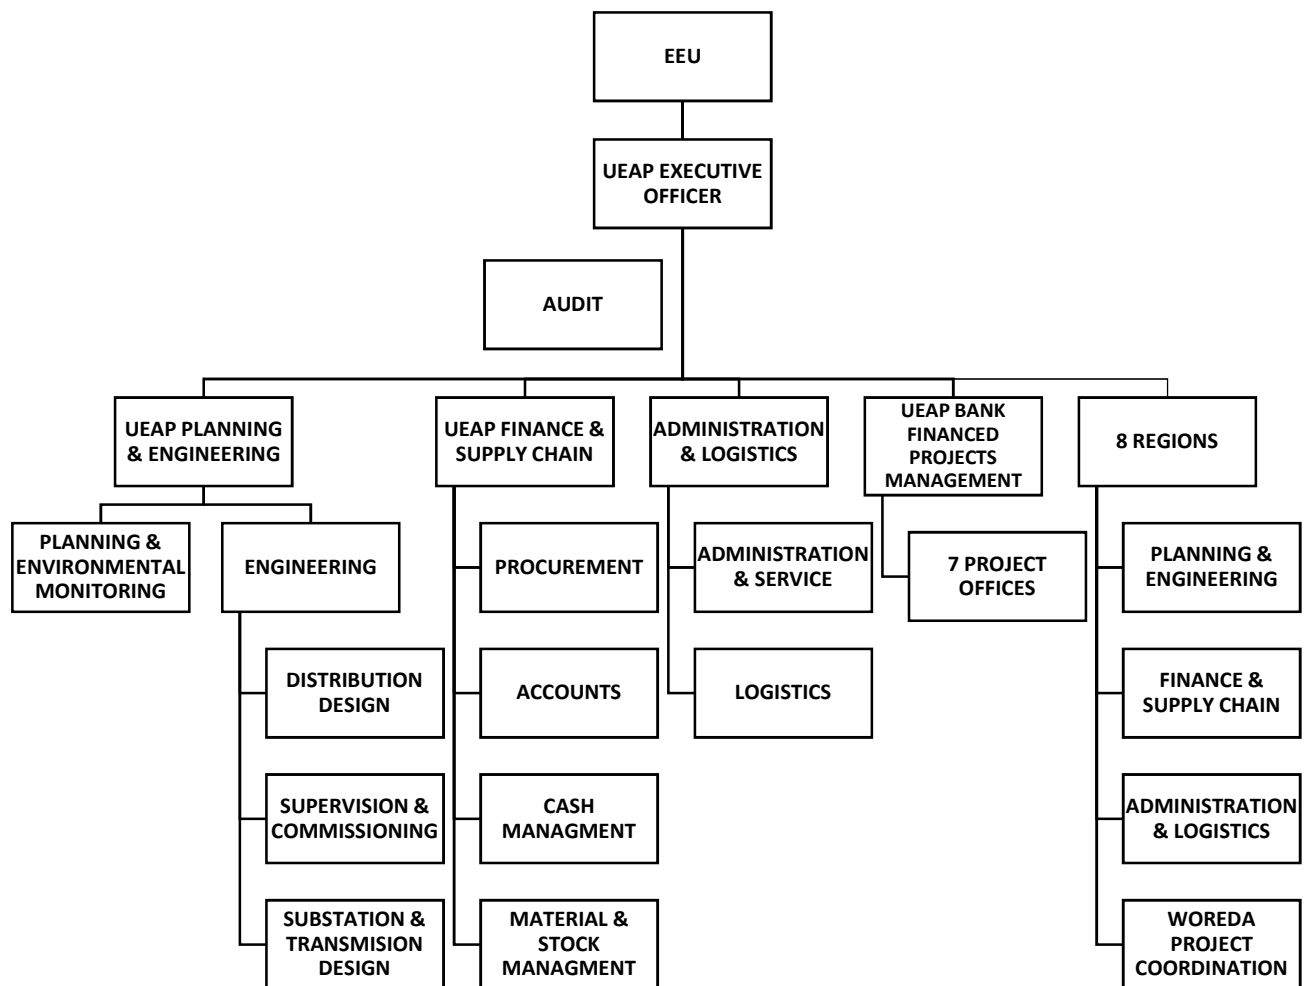 EEU
UEAP EXECUTIVE
OFFICER
AUDIT
UEAP PLANNING
& ENGINEERING
UEAP FINANCE &
SUPPLY CHAIN
ADMINISTRATION
& LOGISTICS
UEAP BANK
FINANCED
PROJECTS
MANAGEMENT
8 REGIONS
PLANNING &
ENVIRONMENTAL
MONITORING
ENGINEERING
PROCUREMENT
ADMINISTRATION
& SERVICE
7 PROJECT
OFFICES
PLANNING &
ENGINEERING
DISTRIBUTION
DESIGN
ACCOUNTS
LOGISTICS
FINANCE &
SUPPLY CHAIN
SUPERVISION &
COMMISSIONING
CASH
MANAGMENT
ADMINISTRATION
& LOGISTICS
SUBSTATION &
TRANSMISION
DESIGN
MATERIAL &
STOCK
MANAGMENT
WOREDA
PROJECT
COORDINATION